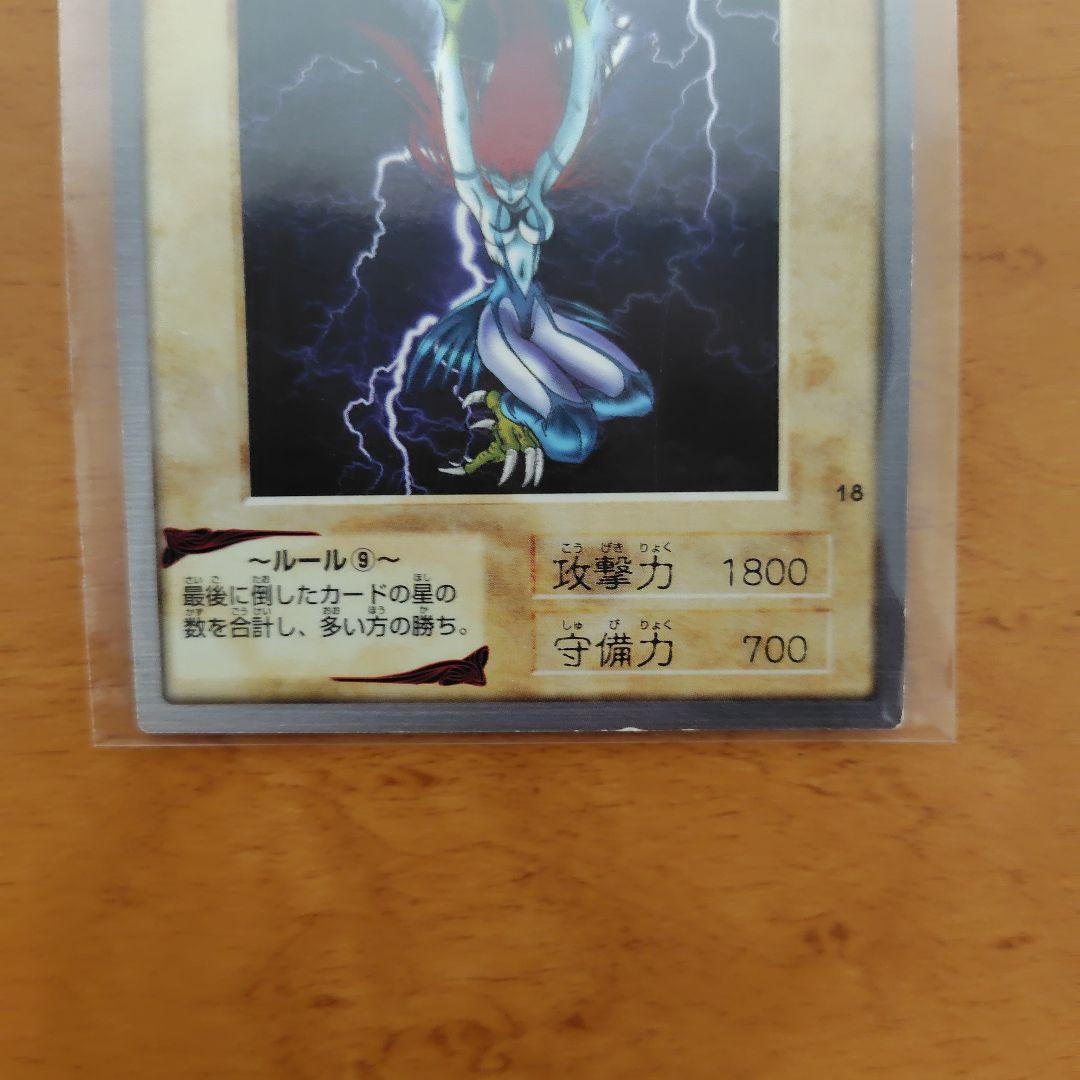 18
～ルール⑨～
最後に倒したカードの星の
数を合計し、多い方の勝ち。
攻撃力 1800
守備力 700